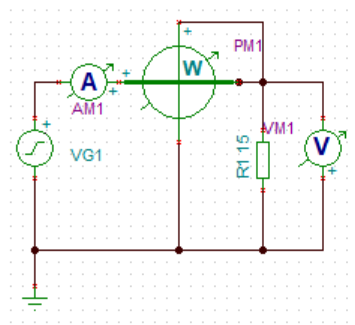 +
PM1
+
W
A
+
AM1
+
+
VG1
R1 15
VM1
V
+